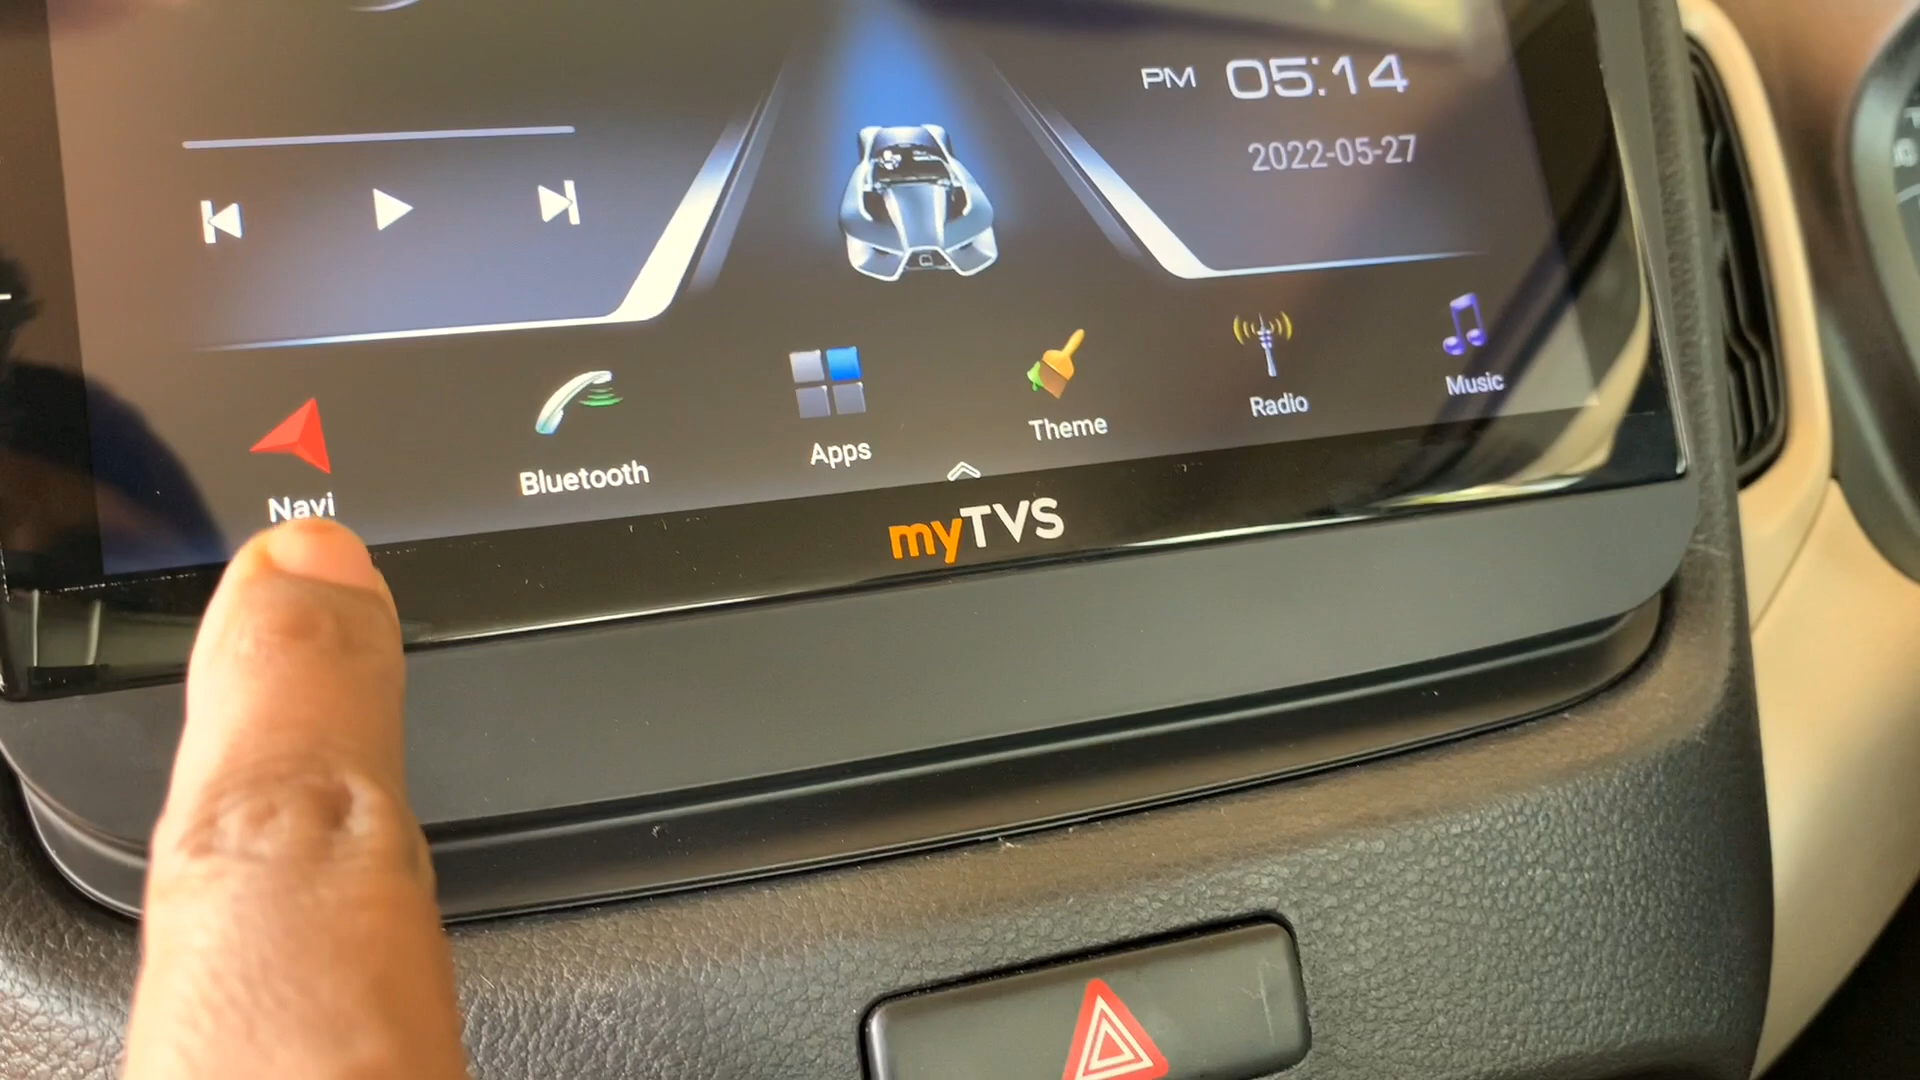 PM 05:14
2022-05-27
Navi
Bluetooth
Apps
Theme
Radio
Music
myTVS